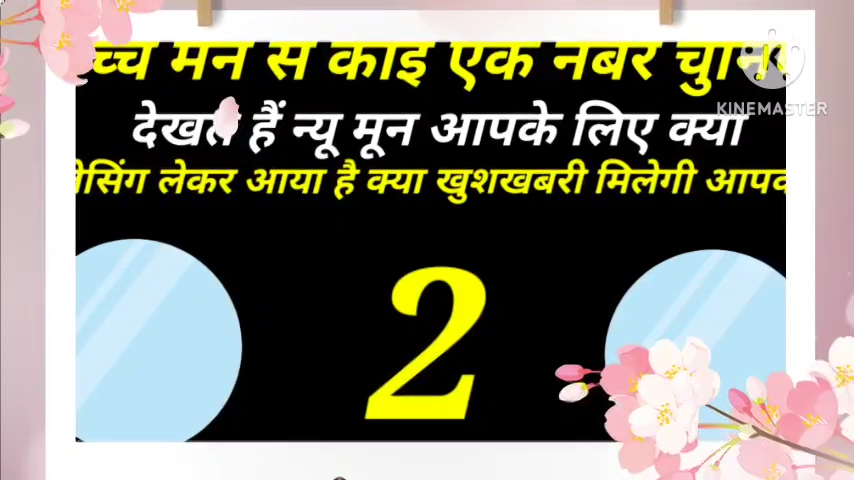 मन से कोई एक नंबर चुनिए
KINEMASTER
देखते हैं न्यू मून आपके लिए क्या
लेकर आया है क्या खुशखबरी मिलेगी
2